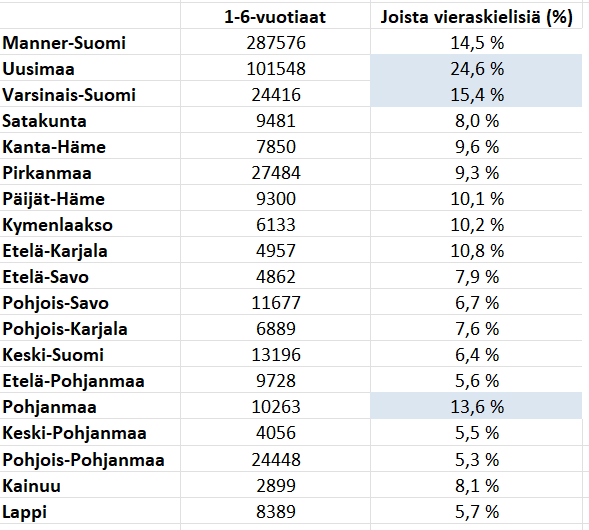 1-6-vuotiaat Joista vieraskielisiä (%)
Manner-Suomi 287576 14,5 %
Uusimaa 101548 24,6 %
Varsinais-Suomi 24416 15,4 %
Satakunta 9481 8,0 %
Kanta-Häme 7850 9,6 %
Pirkanmaa 27484 9,3 %
Päijät-Häme 9300 10,1 %
Kymenlaakso 6133 10,2 %
Etelä-Karjala 4957 10,8 %
Etelä-Savo 4862 7,9 %
Pohjois-Savo 11677 6,7 %
Pohjois-Karjala 6889 7,6 %
Keski-Suomi 13196 6,4 %
Etelä-Pohjanmaa 9728 5,6 %
Pohjanmaa 10263 13,6 %
Keski-Pohjanmaa 4056 5,5 %
Pohjois-Pohjanmaa 24448 5,3 %
Kainuu 2899 8,1 %
Lappi 8389 5,7 %